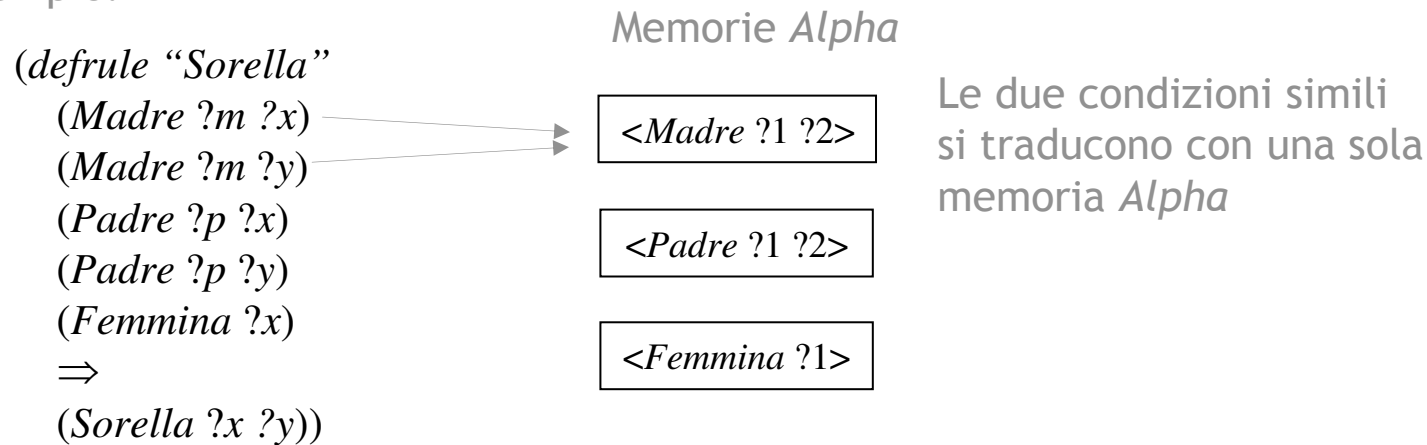 Memorie Alpha
(defrule “Sorella”
(Madre ?m ?x)
(Madre ?m ?y)
(Padre ?p ?x)
(Padre ?p ?y)
(Femmina ?x)
⇒
(Sorella ?x ?y))
<Madre ?1 ?2>
<Padre ?1 ?2>
<Femmina ?1>
Le due condizioni simili
si traducono con una sola
memoria Alpha